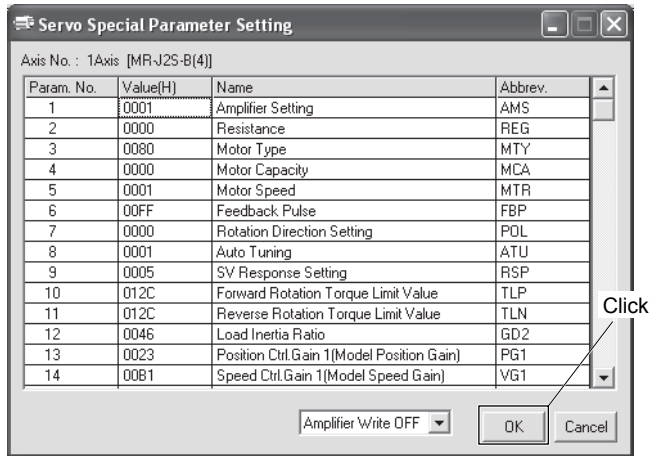 Servo Special Parameter Setting
Axis No. : 1Axis [MR-J2S-B(4)]
Param. No. Value(H) Name Abbrev.
1 0001 Amplifier Setting AMS
2 0000 Resistance REG
3 0080 Motor Type MTY
4 0000 Motor Capacity MCA
5 0001 Motor Speed MTR
6 00FF Feedback Pulse FBP
7 0000 Rotation Direction Setting POL
8 0001 Auto Tuning ATU
9 0005 SV Response Setting RSP
10 012C Forward Rotation Torque Limit Value TLP
11 012C Reverse Rotation Torque Limit Value TLN
12 0046 Load Inertia Ratio GD2
13 0023 Position Ctrl.Gain 1(Model Position Gain) PG1
14 00B1 Speed Ctrl.Gain 1(Model Speed Gain) VG1
Click
Amplifier Write OFF OK Cancel